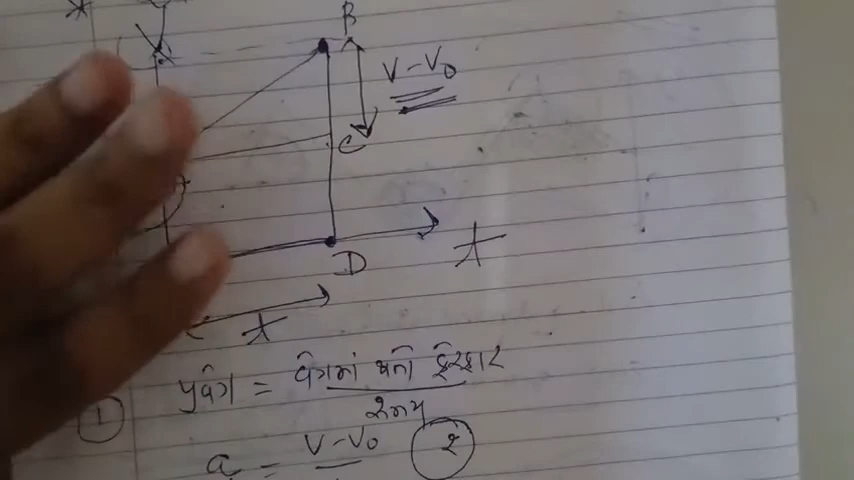 B
V-V₀
C
t
D
t
પ્રવેગ = વેગમાં થતો ફેરફાર
સમય
1
a = V-V₀
2